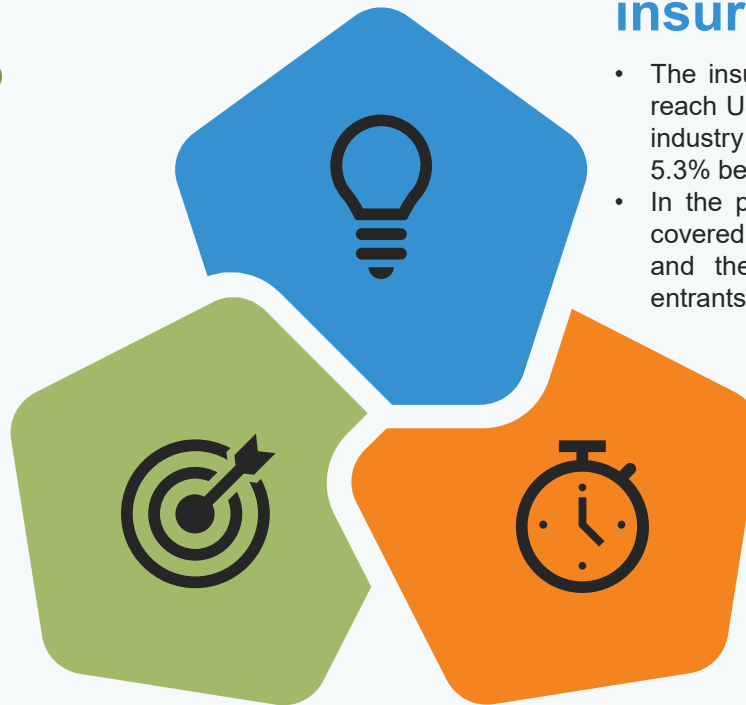 insur
• The insu
reach U
industry
5.3% be
• In the p
covered
and the
entrants